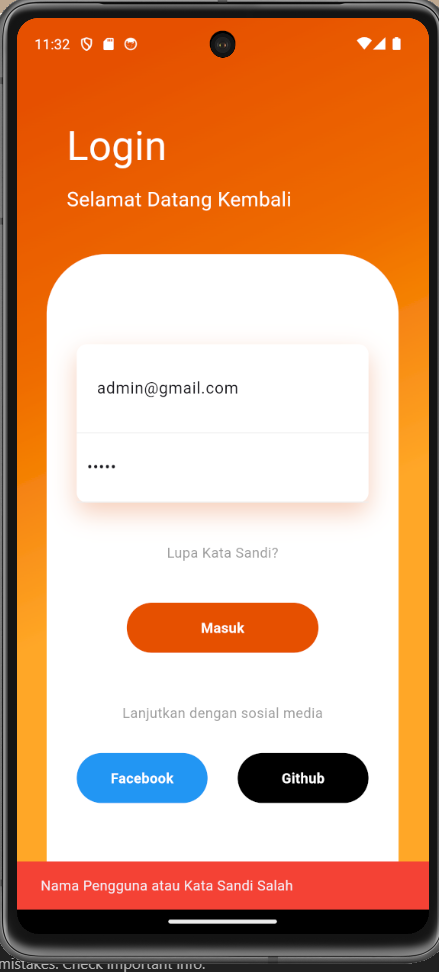 11:32
Login
Selamat Datang Kembali
admin@gmail.com
•••••
Lupa Kata Sandi?
Masuk
Lanjutkan dengan sosial media
Facebook Github
Nama Pengguna atau Kata Sandi Salah
mistakes. Check important info.